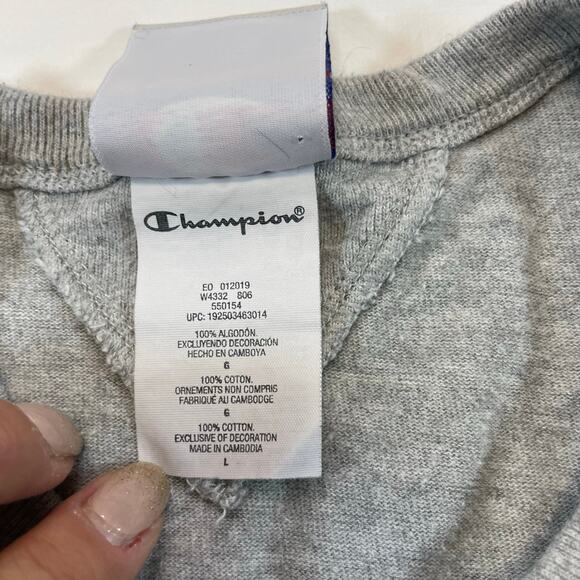 Champion®
EO 012019
W4332 806
550154
UPC: 192503463014
100% ALGODÓN.
EXCLUYENDO DECORACIÓN
HECHO EN CAMBOYA
G
100% COTON.
ORNEMENTS NON COMPRIS
FABRIQUÉ AU CAMBODGE
G
100% COTTON.
EXCLUSIVE OF DECORATION
MADE IN CAMBODIA
L